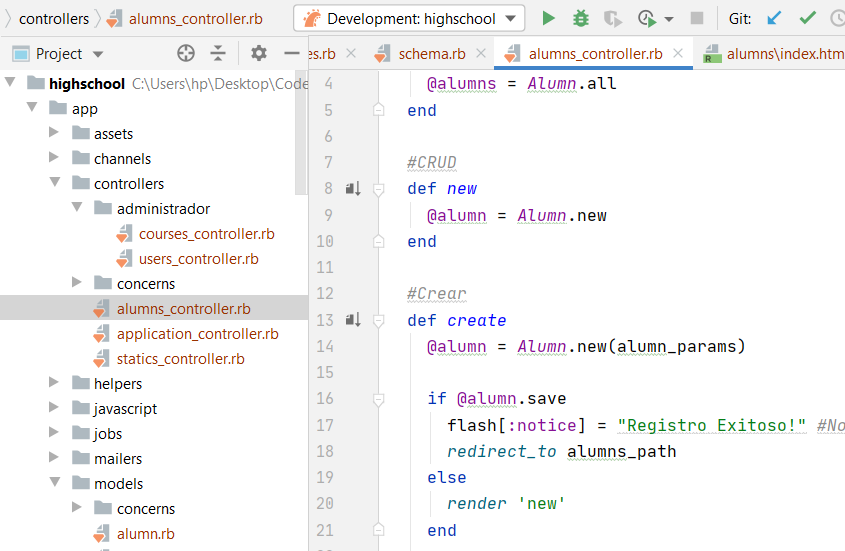 controllers alumns_controller.rb Development: highschool Git:
Project es.rb schema.rb alumns_controller.rb alumns\index.htm
highschool C:\Users\hp\Desktop\Code
app
assets
channels
controllers
administrador
courses_controller.rb
users_controller.rb
concerns
alumns_controller.rb
application_controller.rb
statics_controller.rb
helpers
javascript
jobs
mailers
models
concerns
alumn.rb
4 @alumns = Alumn.all
5 end
6
7 #CRUD
8 def new
9 @alumn = Alumn.new
10 end
11
12 #Crear
13 def create
14 @alumn = Alumn.new(alumn_params)
15
16 if @alumn.save
17 flash[:notice] = "Registro Exitoso!" #No
18 redirect_to alumns_path
19 else
20 render 'new'
21 end